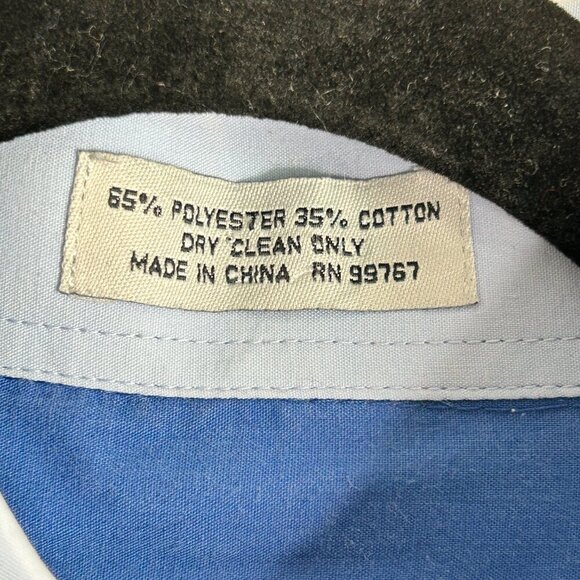 65% POLYESTER 35% COTTON
DRY CLEAN ONLY
MADE IN CHINA RN 99767